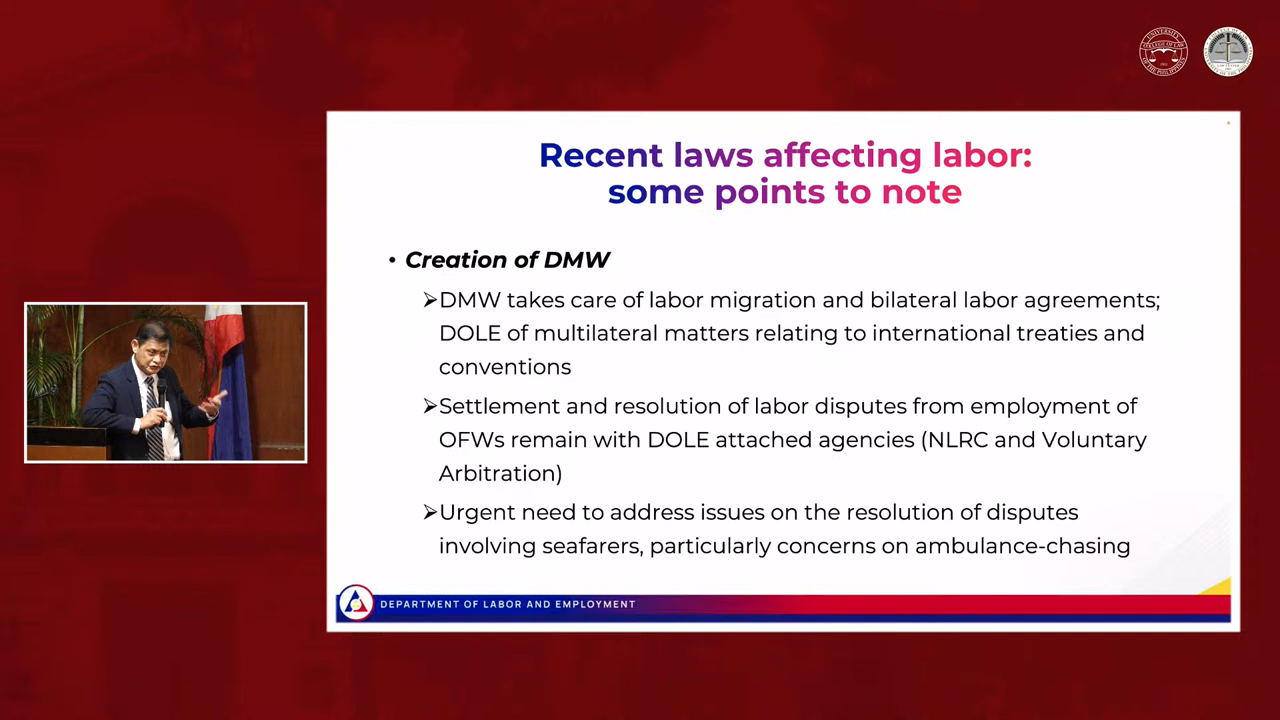 Recent laws affecting labor:
some points to note
• Creation of DMW
➢DMW takes care of labor migration and bilateral labor agreements;
DOLE of multilateral matters relating to international treaties and
conventions
➢Settlement and resolution of labor disputes from employment of
OFWs remain with DOLE attached agencies (NLRC and Voluntary
Arbitration)
➢Urgent need to address issues on the resolution of disputes
involving seafarers, particularly concerns on ambulance-chasing
DEPARTMENT OF LABOR AND EMPLOYMENT